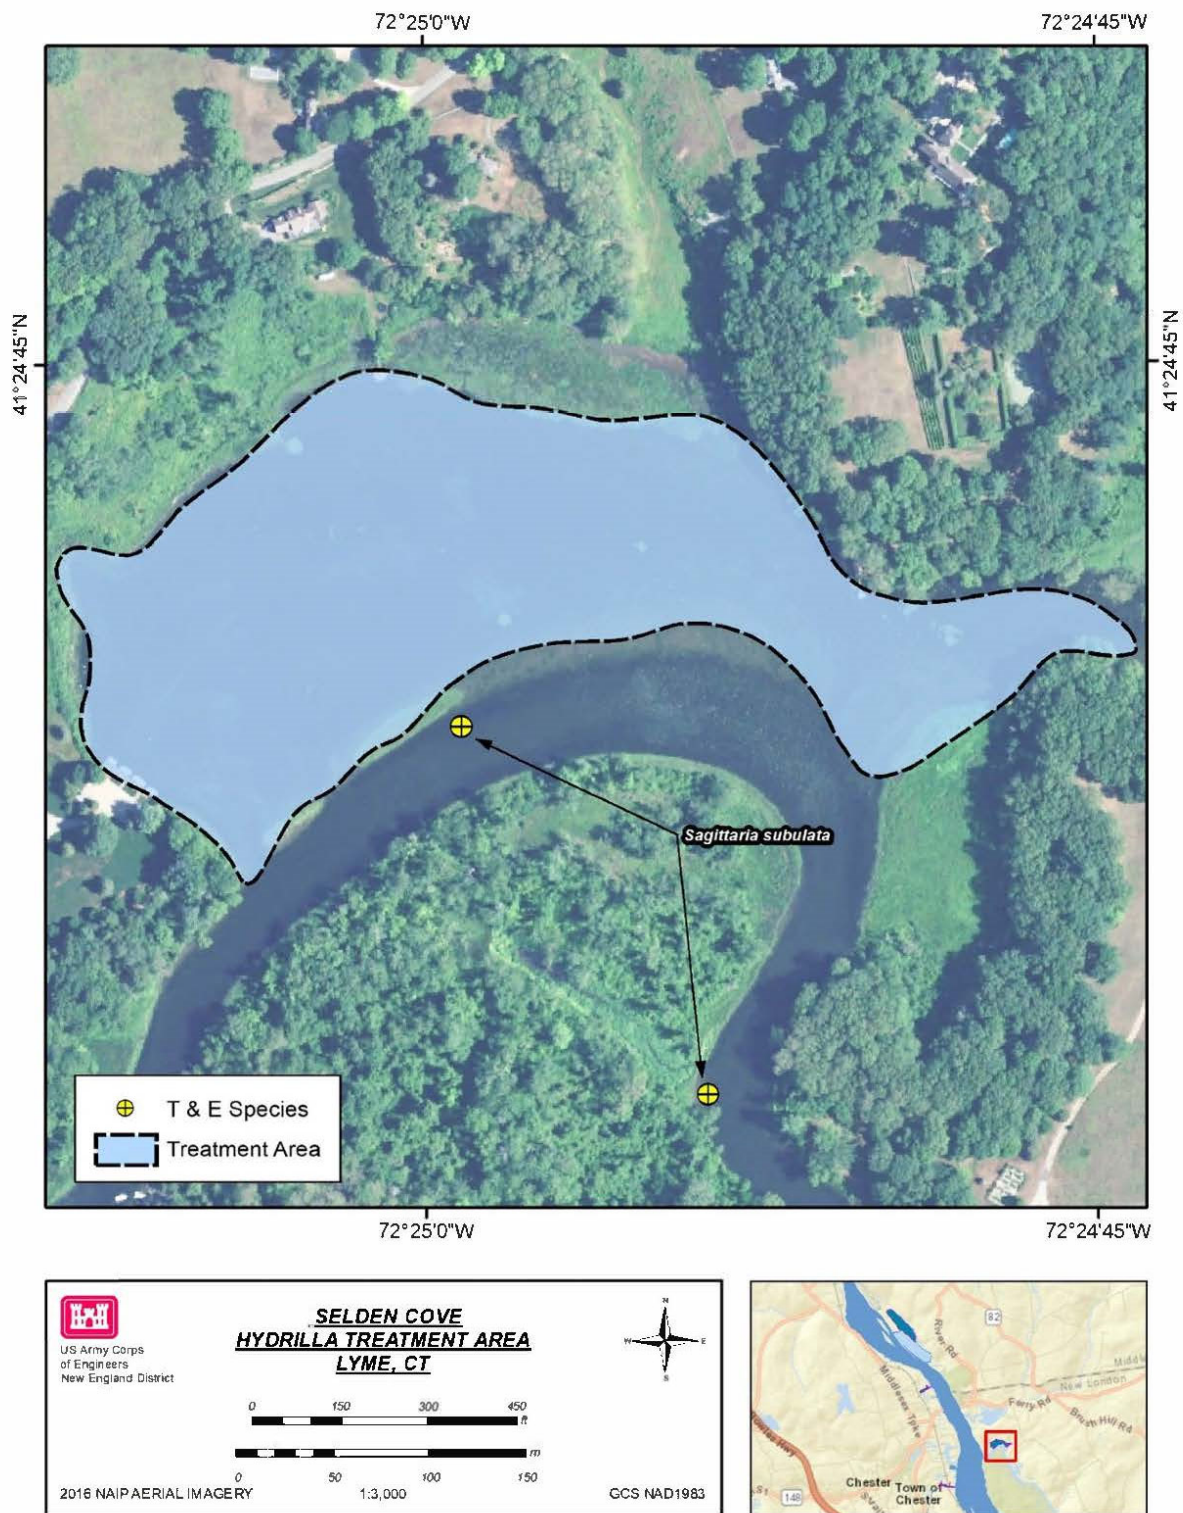 72°25'0"W
72°24'45"W
41°24'45"N
41°24'45"N
Sagittaria subulata
T & E Species
Treatment Area
72°25'0"W
72°24'45"W
US Army Corps
of Engineers
New England District
SELDEN COVE
HYDRILLA TREATMENT AREA
LYME, CT
N
W
E
S
0 150 300 450
ft
m
0 50 100 150
2016 NAIP AERIAL IMAGERY
1:3,000
GCS NAD1983
82
River Rd
Middlesex Tpke
New London
Ferry Rd
Brush Hill Rd
Chester
Town of
Chester
148